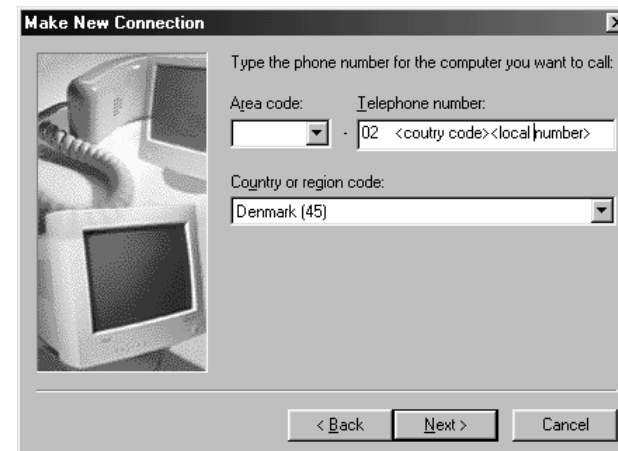 Make New Connection
Type the phone number for the computer you want to call:
Area code: Telephone number:
- 02 <coutry code><local number>
Country or region code:
Denmark (45)
< Back Next > Cancel